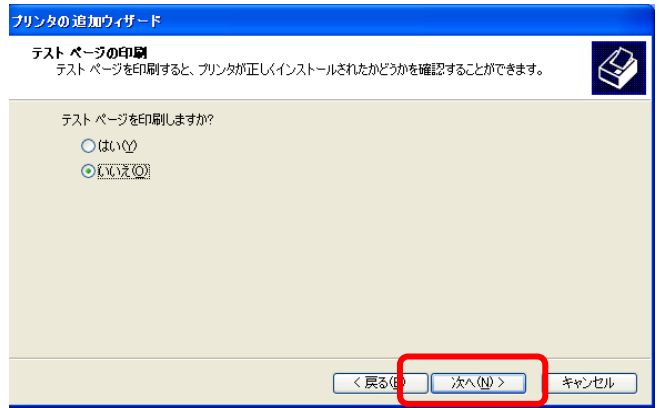 プリンタの追加ウィザード
テスト ページの印刷
テスト ページを印刷すると、プリンタが正しくインストールされたかどうかを確認することができます。
テスト ページを印刷しますか?
はい(Y)
いいえ(O)
< 戻る(B) 次へ(N) > キャンセル